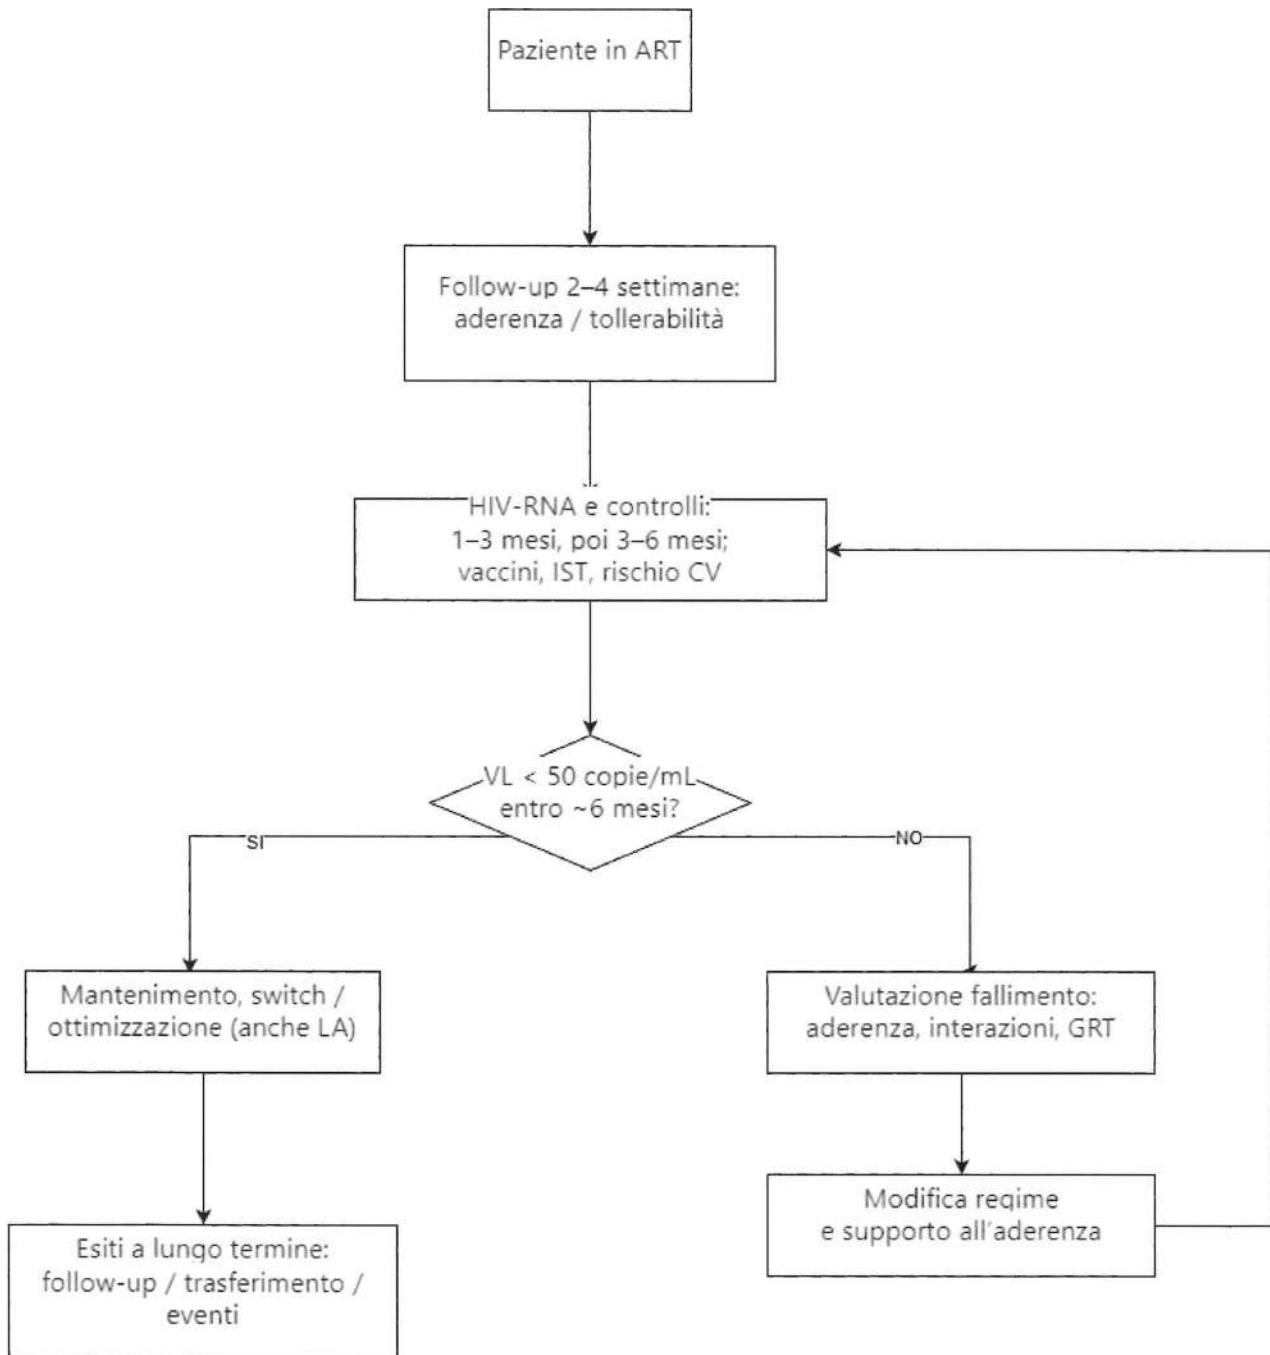 Paziente in ART
Follow-up 2–4 settimane:
aderenza / tollerabilità
HIV-RNA e controlli:
1–3 mesi, poi 3–6 mesi;
vaccini, IST, rischio CV
VL < 50 copie/mL
entro ~6 mesi?
SI
NO
Mantenimento, switch /
ottimizzazione (anche LA)
Valutazione fallimento:
aderenza, interazioni, GRT
Modifica regime
e supporto all'aderenza
Esiti a lungo termine:
follow-up / trasferimento /
eventi